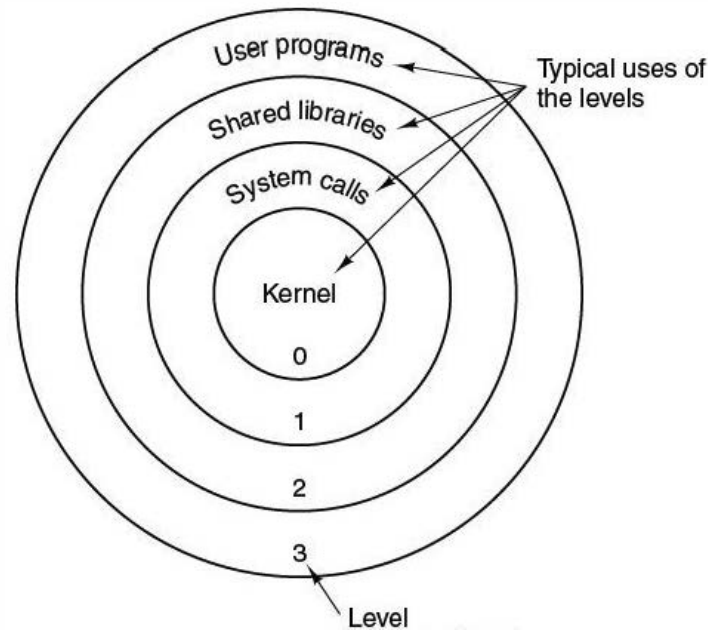 User programs
Typical uses of
the levels
Shared libraries
System calls
Kernel
0
1
2
3
Level